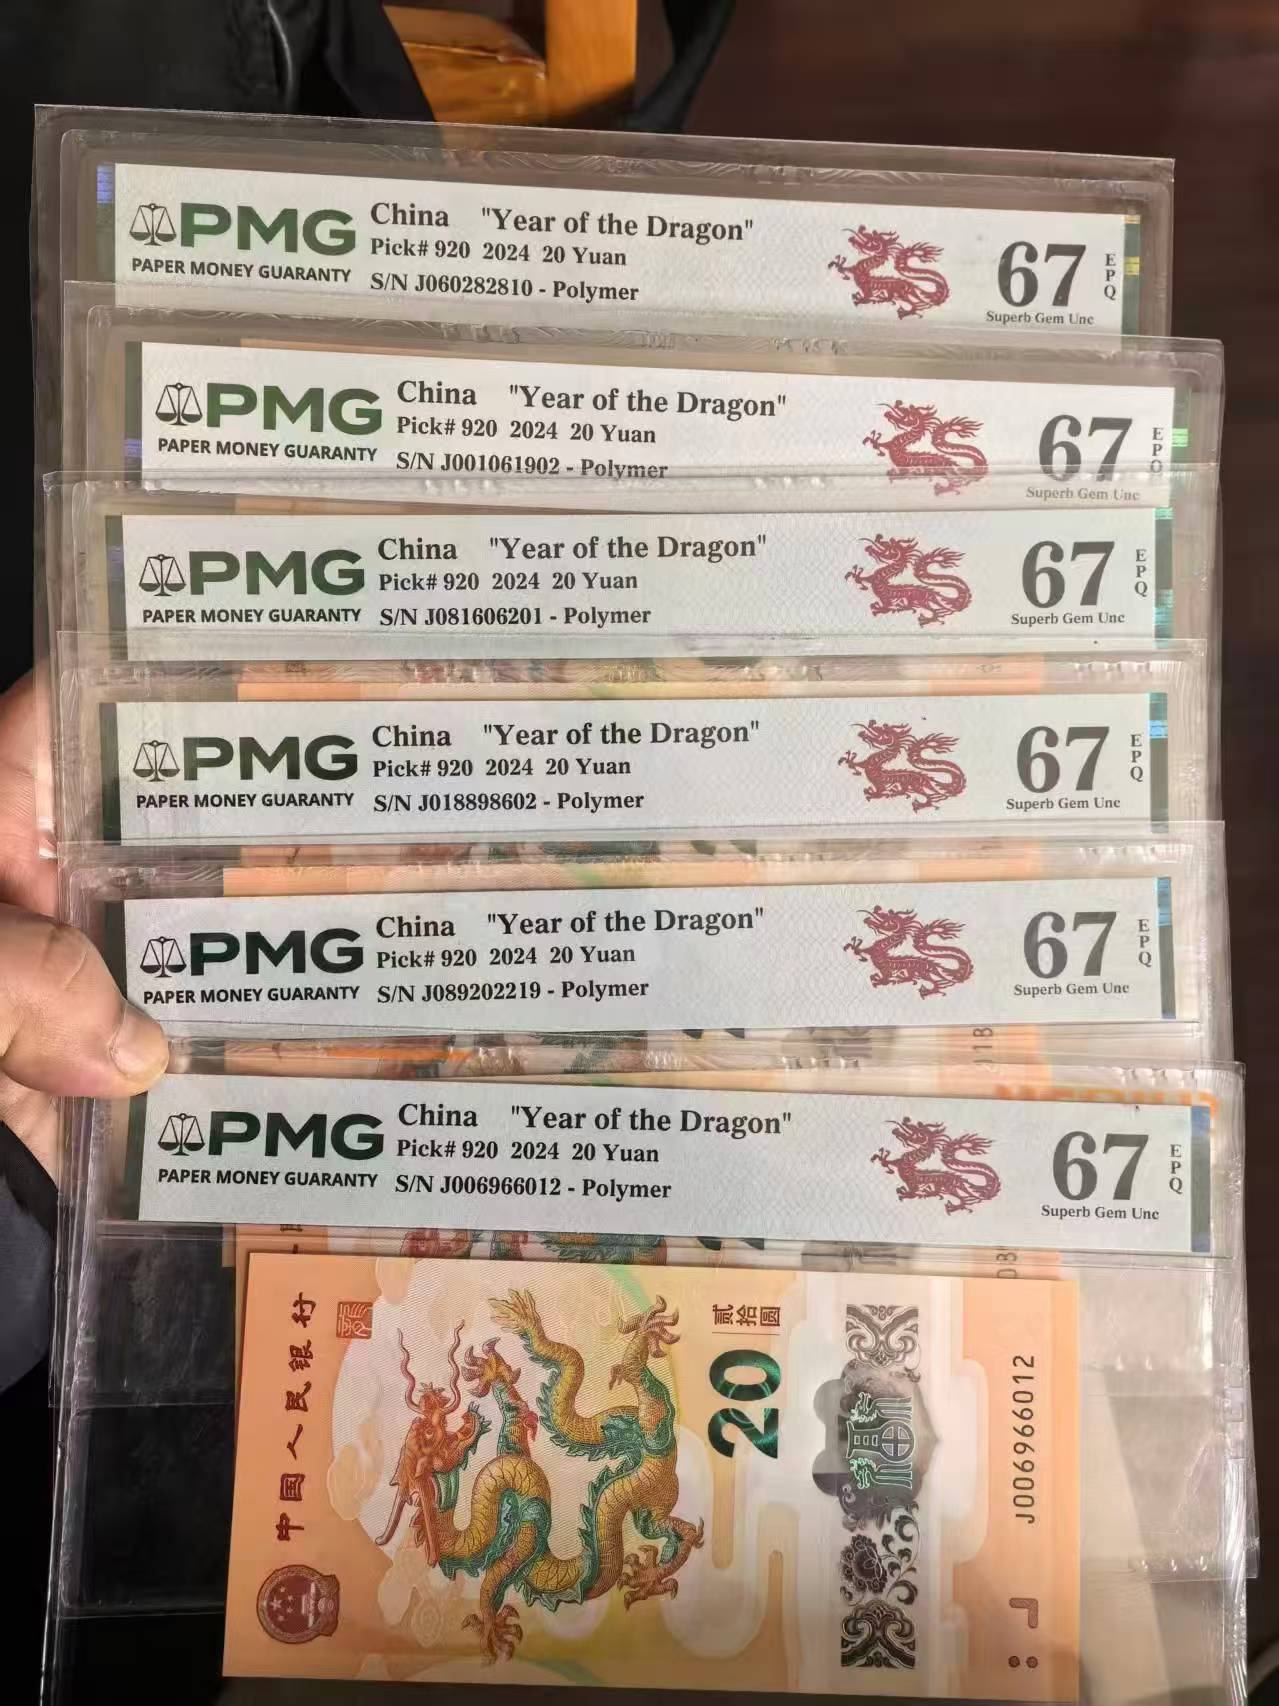 PMG
PAPER MONEY GUARANTY
China "Year of the Dragon"
Pick# 920 2024 20 Yuan
S/N J060282810 - Polymer
67
EPQ
Superb Gem Unc
PMG
PAPER MONEY GUARANTY
China "Year of the Dragon"
Pick# 920 2024 20 Yuan
S/N J001061902 - Polymer
67
EPQ
Superb Gem Unc
PMG
PAPER MONEY GUARANTY
China "Year of the Dragon"
Pick# 920 2024 20 Yuan
S/N J081606201 - Polymer
67
EPQ
Superb Gem Unc
PMG
PAPER MONEY GUARANTY
China "Year of the Dragon"
Pick# 920 2024 20 Yuan
S/N J018898602 - Polymer
67
EPQ
Superb Gem Unc
PMG
PAPER MONEY GUARANTY
China "Year of the Dragon"
Pick# 920 2024 20 Yuan
S/N J089202219 - Polymer
67
EPQ
Superb Gem Unc
PMG
PAPER MONEY GUARANTY
China "Year of the Dragon"
Pick# 920 2024 20 Yuan
S/N J006966012 - Polymer
67
EPQ
Superb Gem Unc
中国人民银行
贰拾圆
20
J006966012